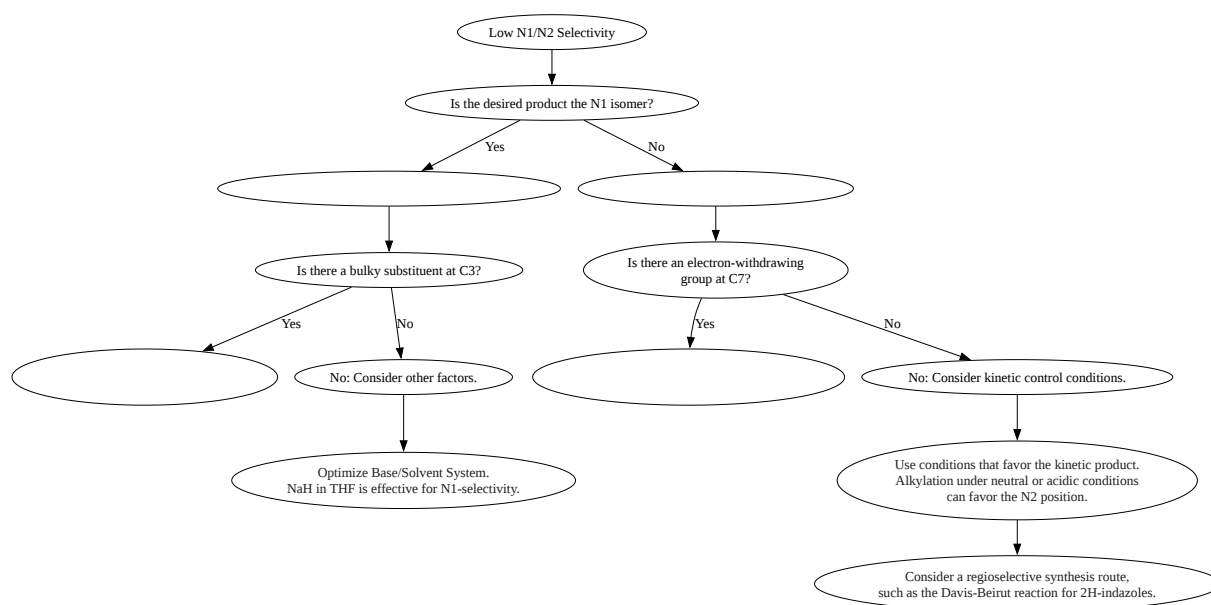 Low N1/N2 Selectivity
Is the desired product the N1 isomer?
Yes
No
Is there a bulky substituent at C3?
Is there an electron-withdrawing
group at C7?
Yes
No
Yes
No
No: Consider other factors.
No: Consider kinetic control conditions.
Optimize Base/Solvent System.
NaH in THF is effective for N1-selectivity.
Use conditions that favor the kinetic product.
Alkylation under neutral or acidic conditions
can favor the N2 position.
Consider a regioselective synthesis route,
such as the Davis-Beirut reaction for 2H-indazoles.